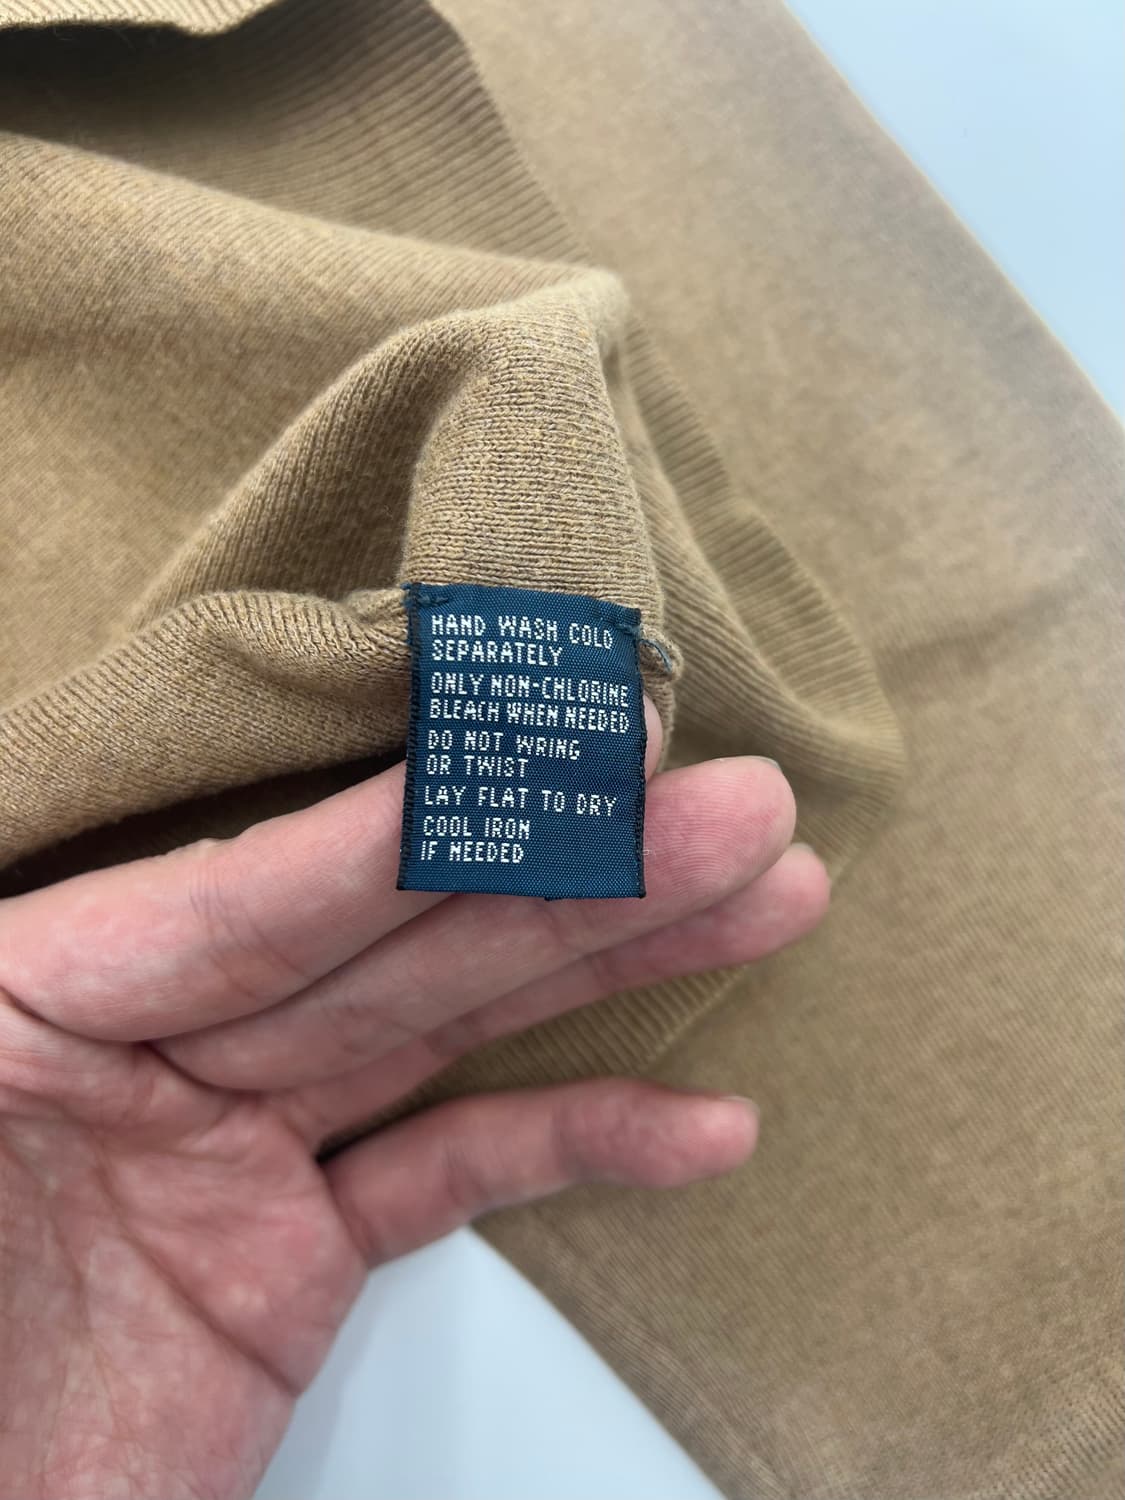 HAND WASH COLD
SEPARATELY
ONLY NON-CHLORINE
BLEACH WHEN NEEDED
DO NOT WRING
OR TWIST
LAY FLAT TO DRY
COOL IRON
IF NEEDED